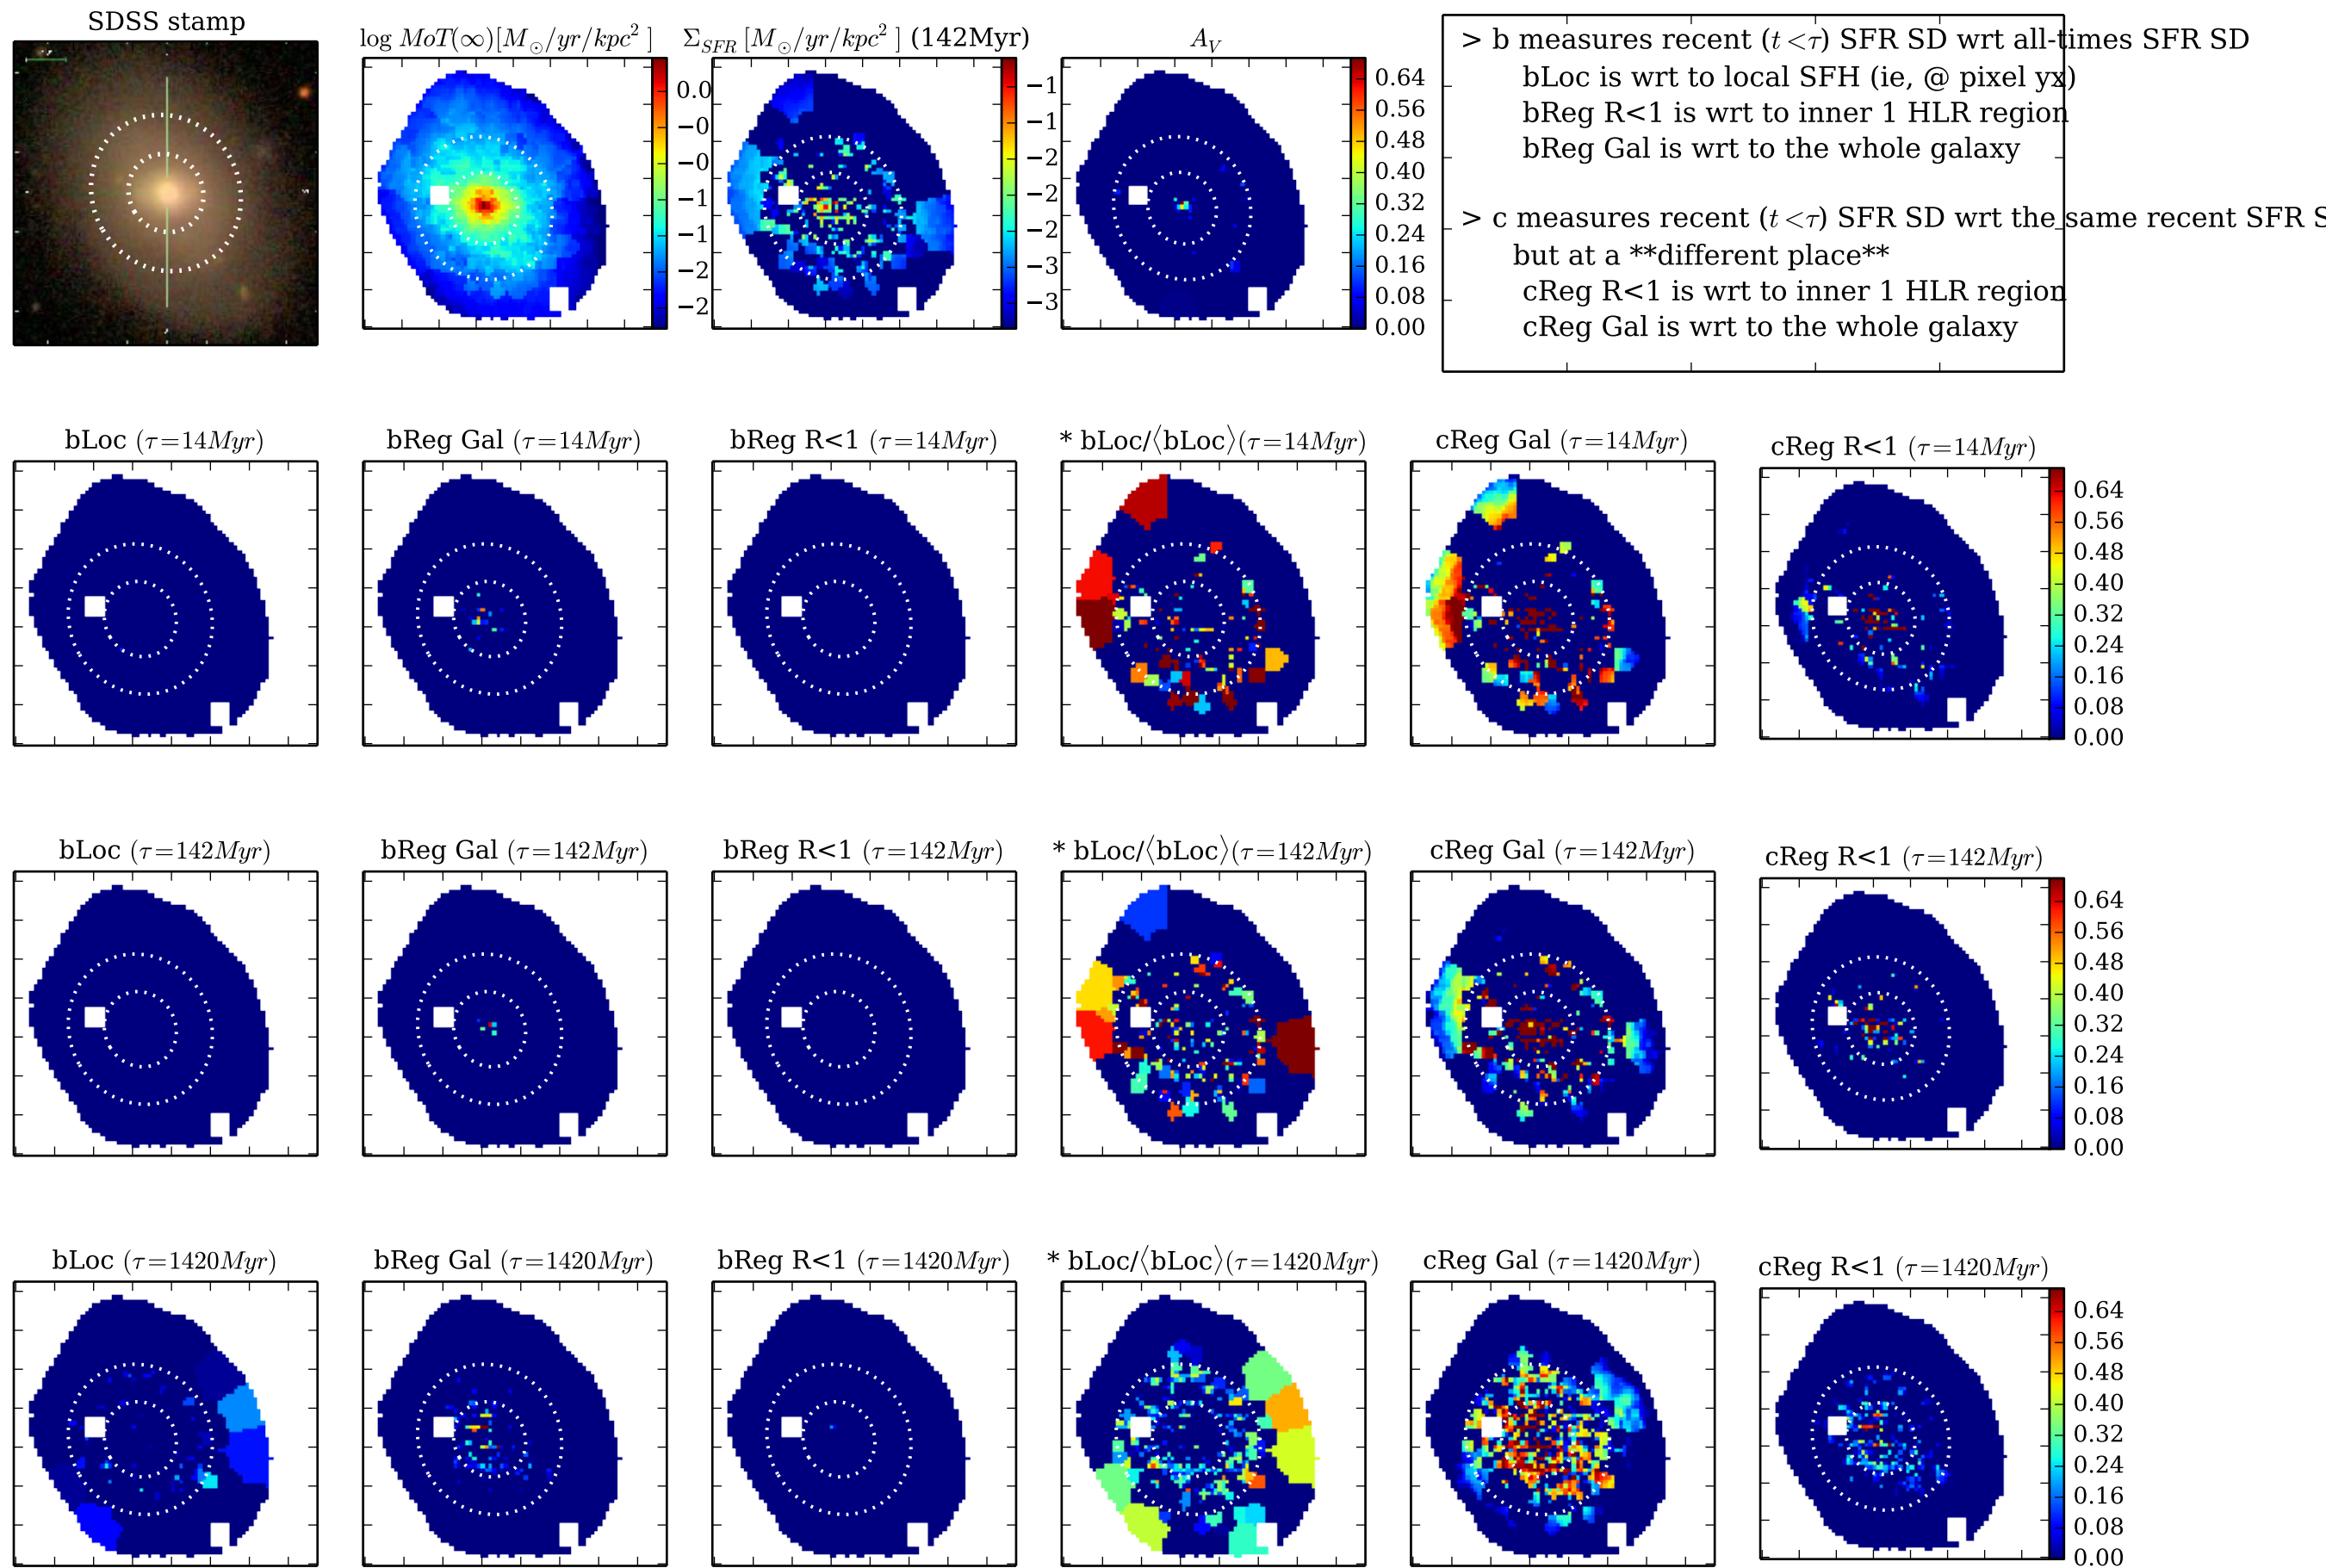 SDSS stamp
log MoT(∞)[M⊙/yr/kpc²]
Σ_SFR [M⊙/yr/kpc²] (142Myr)
A_V
0.0
−0
−0
−1
−1
−1
−2
−2
−1
−1
−2
−2
−2
−3
−3
0.64
0.56
0.48
0.40
0.32
0.24
0.16
0.08
0.00
> b measures recent (t<τ) SFR SD wrt all-times SFR SD
bLoc is wrt to local SFH (ie, @ pixel yx)
bReg R<1 is wrt to inner 1 HLR region
bReg Gal is wrt to the whole galaxy
> c measures recent (t<τ) SFR SD wrt the same recent SFR S
but at a **different place**
cReg R<1 is wrt to inner 1 HLR region
cReg Gal is wrt to the whole galaxy
bLoc (τ=14Myr)
bReg Gal (τ=14Myr)
bReg R<1 (τ=14Myr)
* bLoc/⟨bLoc⟩(τ=14Myr)
cReg Gal (τ=14Myr)
cReg R<1 (τ=14Myr)
0.64
0.56
0.48
0.40
0.32
0.24
0.16
0.08
0.00
bLoc (τ=142Myr)
bReg Gal (τ=142Myr)
bReg R<1 (τ=142Myr)
* bLoc/⟨bLoc⟩(τ=142Myr)
cReg Gal (τ=142Myr)
cReg R<1 (τ=142Myr)
0.64
0.56
0.48
0.40
0.32
0.24
0.16
0.08
0.00
bLoc (τ=1420Myr)
bReg Gal (τ=1420Myr)
bReg R<1 (τ=1420Myr)
* bLoc/⟨bLoc⟩(τ=1420Myr)
cReg Gal (τ=1420Myr)
cReg R<1 (τ=1420Myr)
0.64
0.56
0.48
0.40
0.32
0.24
0.16
0.08
0.00